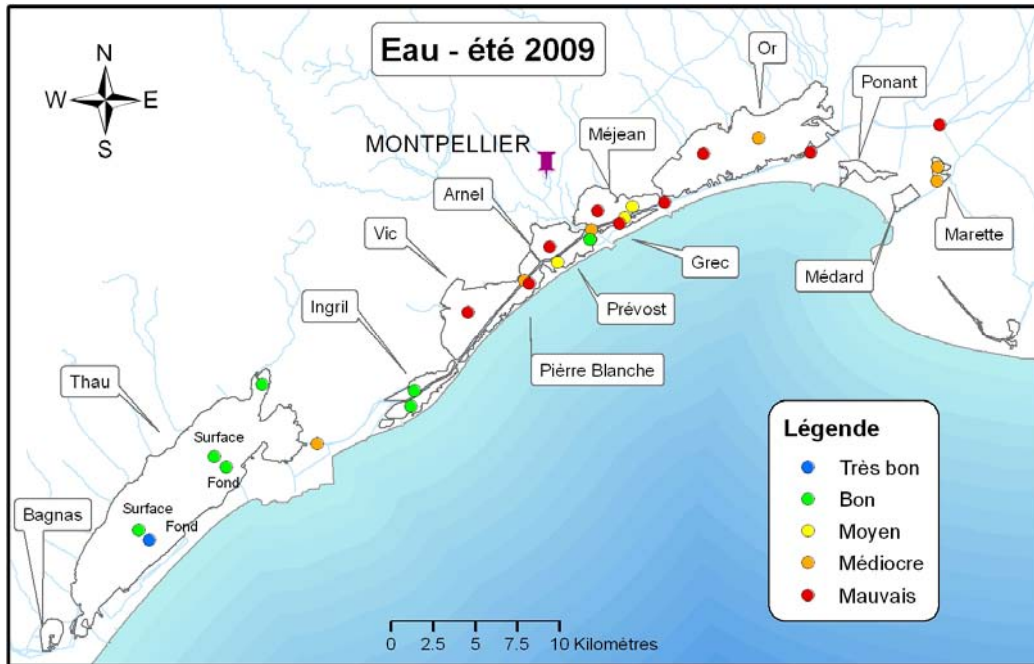 Eau - été 2009
N
W E
S
Or
Ponant
MONTPELLIER
Méjean
Arnel
Vic
Marette
Grec
Médard
Ingril
Prévost
Pièrre Blanche
Thau
Surface
Fond
Surface
Fond
Bagnas
Légende
Très bon
Bon
Moyen
Médiocre
Mauvais
0 2.5 5 7.5 10 Kilomètres